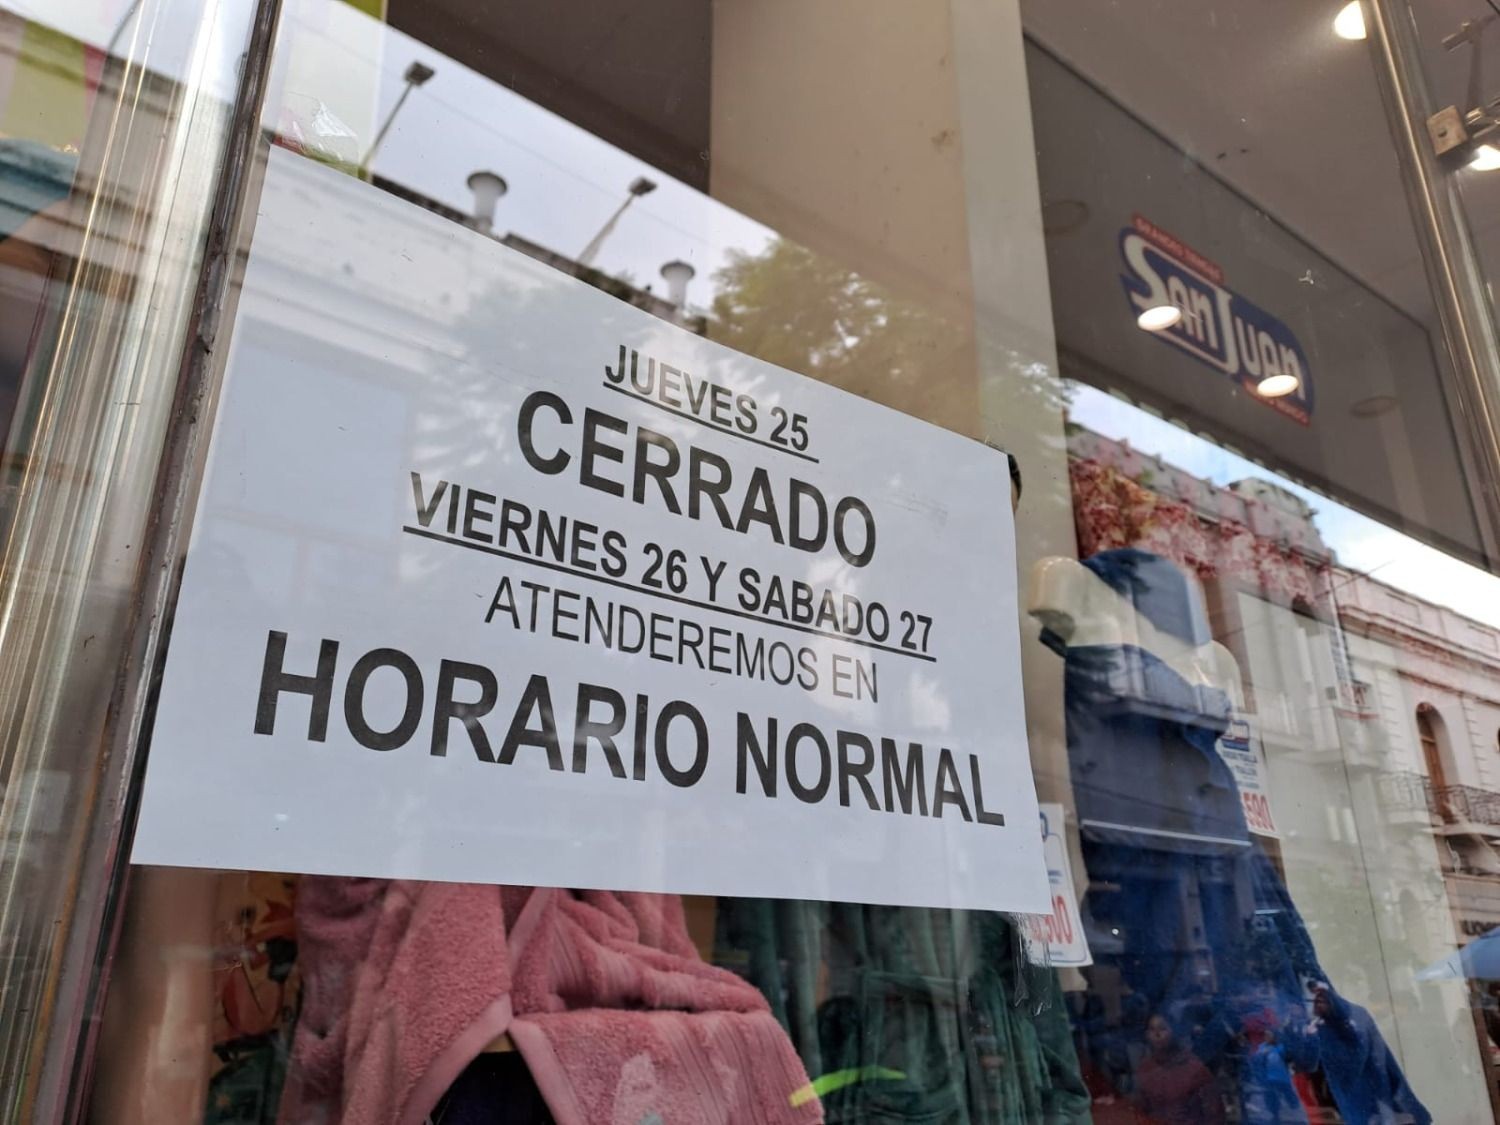 JUEVES 25
CERRADO
VIERNES 26 Y SABADO 27
ATENDEREMOS EN
HORARIO NORMAL
San Juan